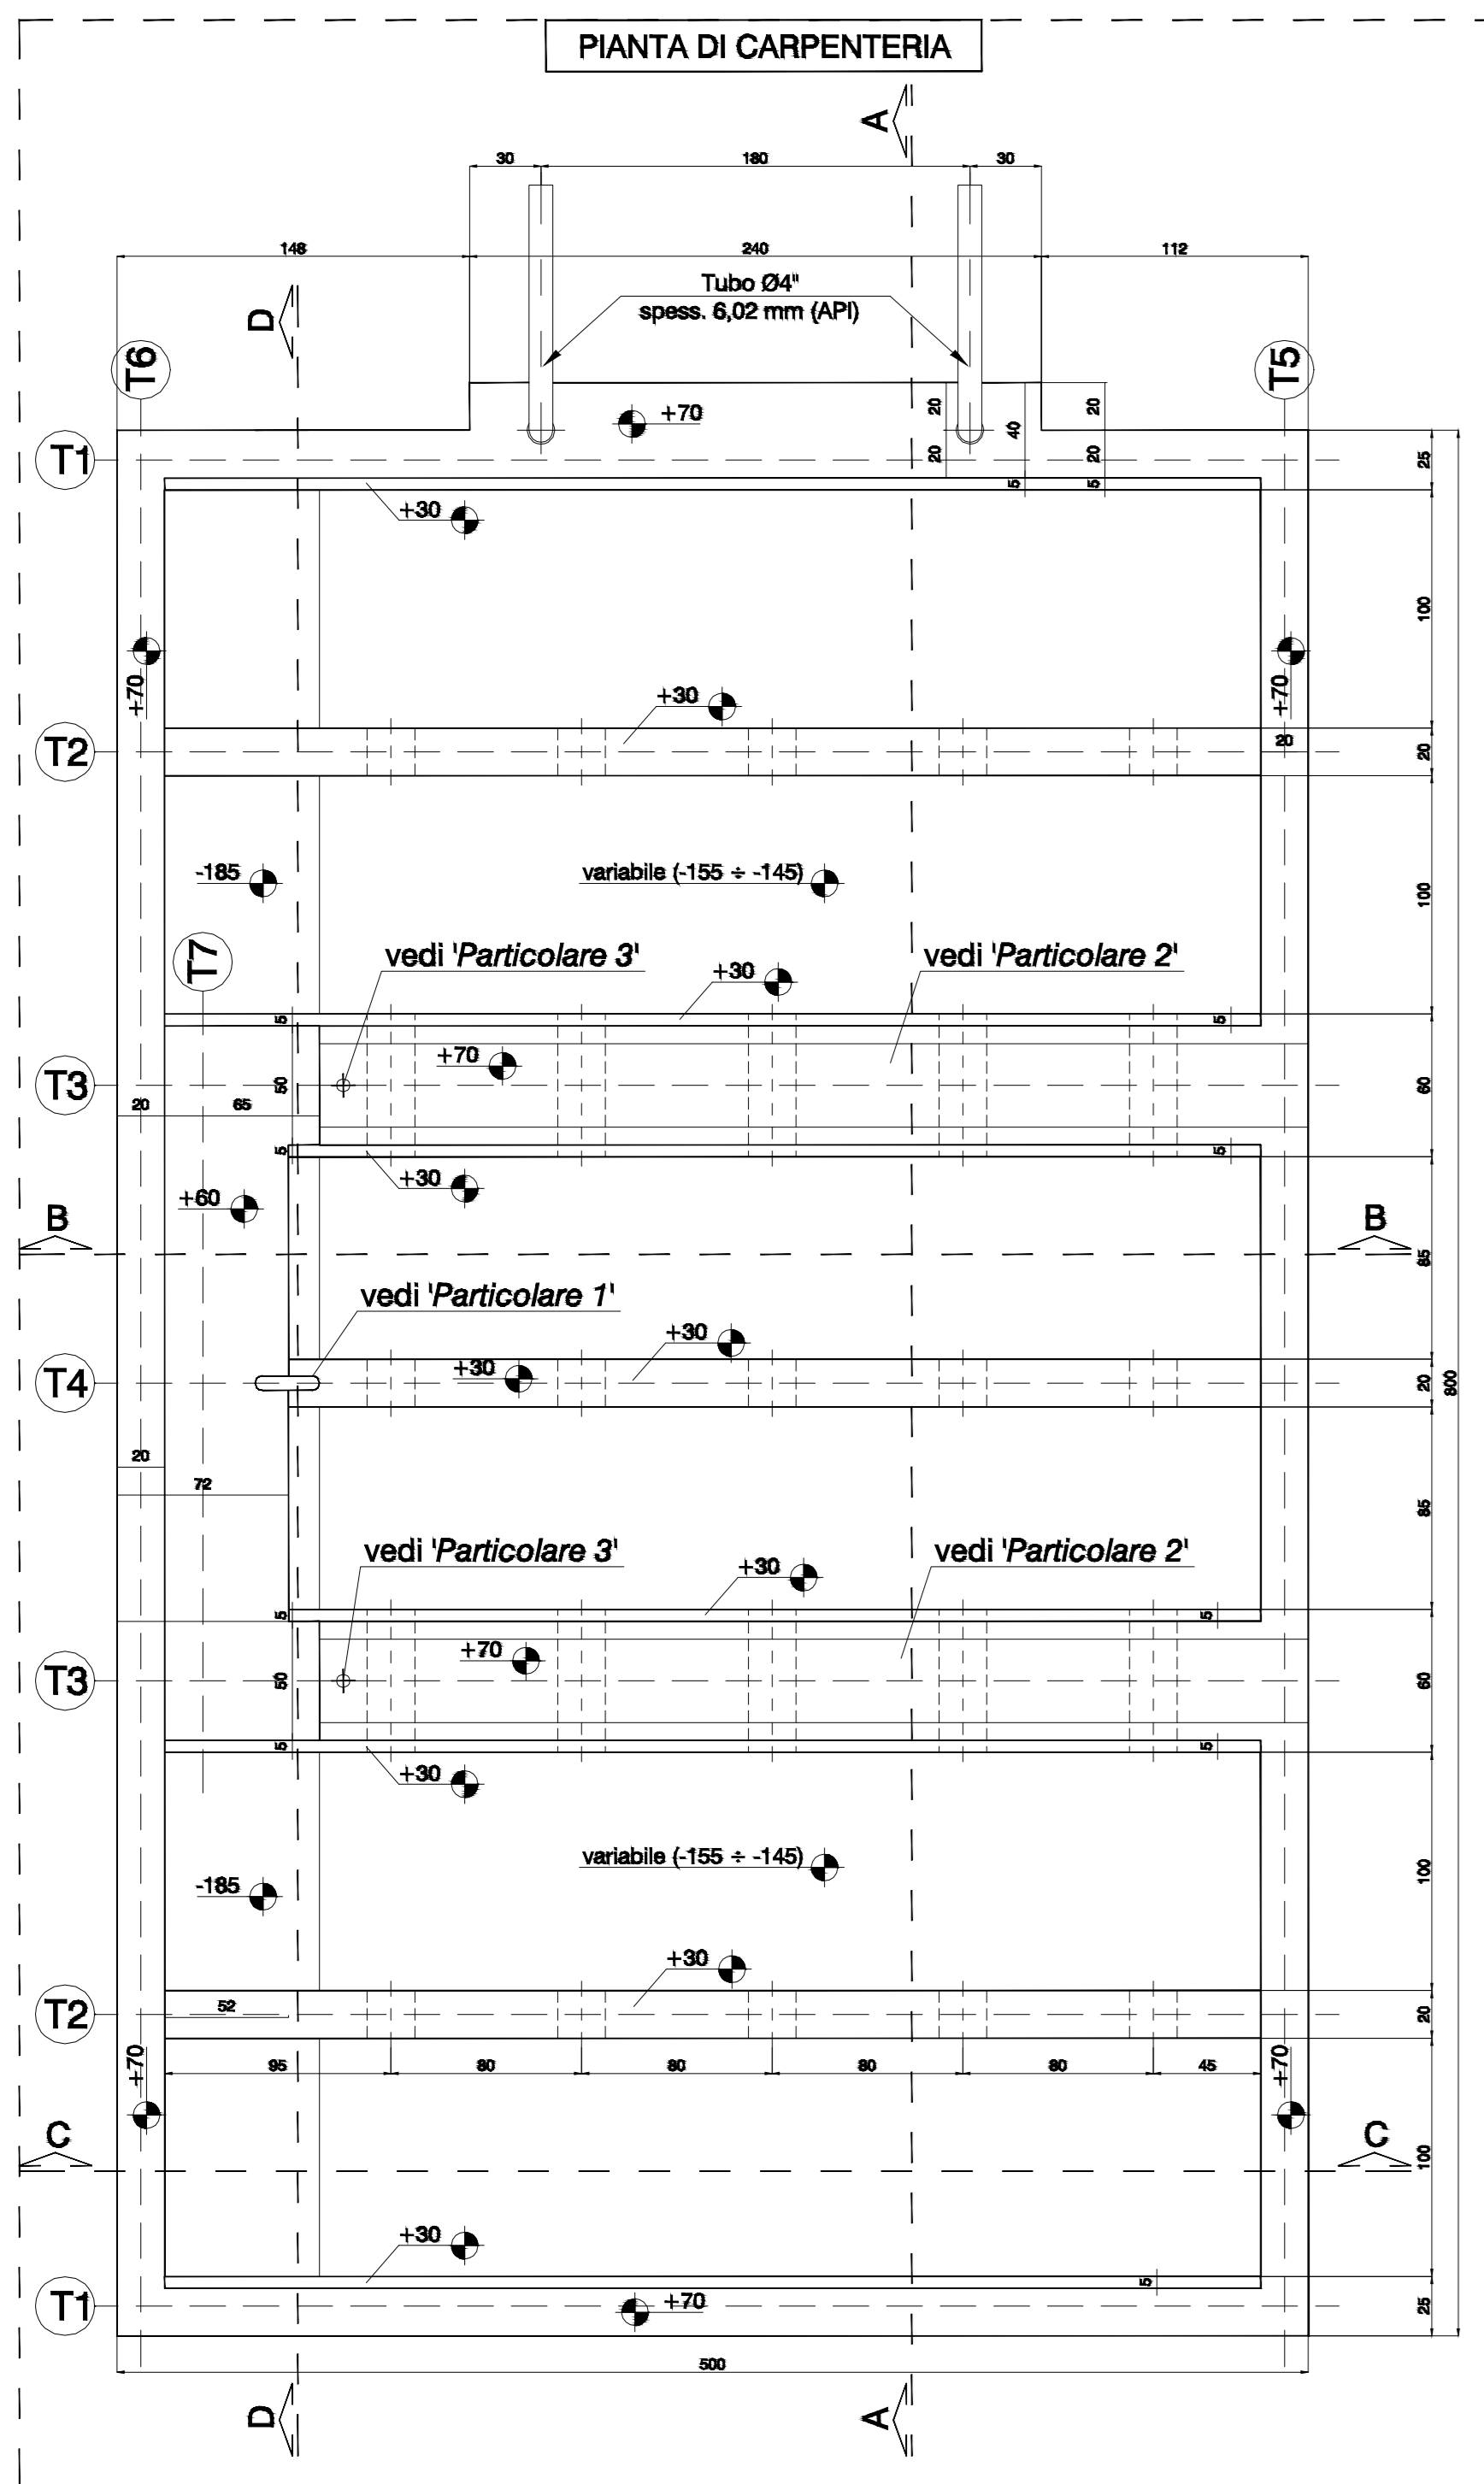 PIANTA DI CARPENTERIA
A
30
180
30
148
240
112
Tubo Ø4"
spess. 6,02 mm (API)
D
T6
T5
+70
20
40
20
20
20
5
5
T1
25
+30
100
+70
+70
+30
T2
20
20
-185
variabile (-155 ÷ -145)
100
T7
vedi 'Particolare 3'
+30
vedi 'Particolare 2'
5
5
+70
T3
50
60
20
65
5
5
+30
+60
B
B
85
vedi 'Particolare 1'
+30
+30
T4
20
800
20
72
85
vedi 'Particolare 3'
+30
vedi 'Particolare 2'
5
5
+70
T3
50
60
5
5
+30
variabile (-155 ÷ -145)
-185
100
+30
T2
52
20
+70
95
80
80
80
80
45
+70
C
C
100
+30
5
T1
+70
25
500
D
A